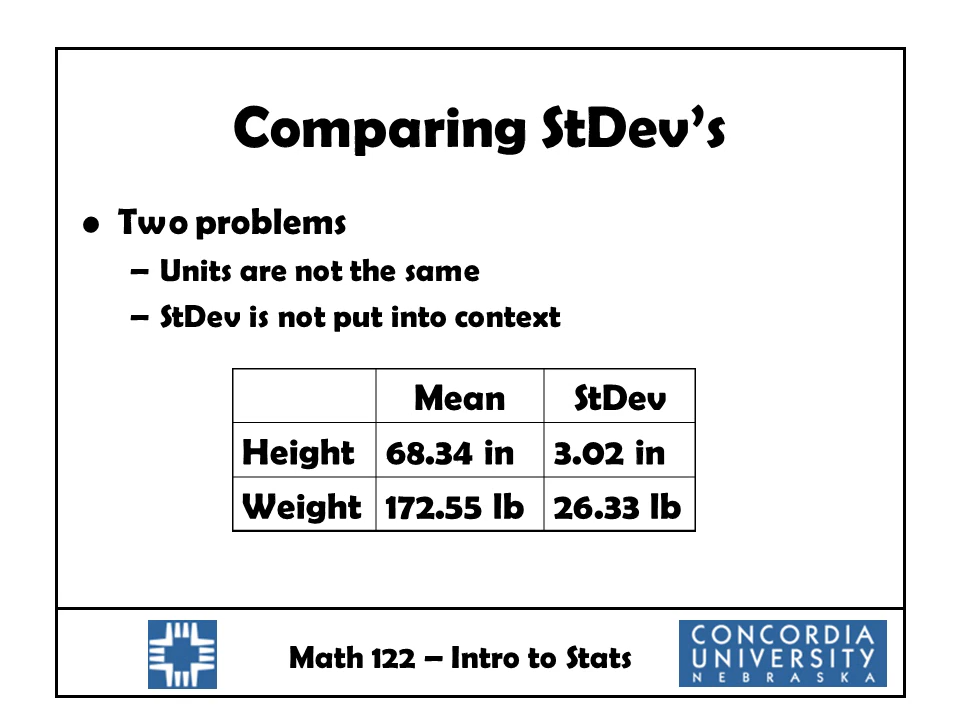 Comparing StDev’s
• Two problems
– Units are not the same
– StDev is not put into context
Mean StDev
Height 68.34 in 3.02 in
Weight 172.55 lb 26.33 lb
Math 122 – Intro to Stats
CONCORDIA
UNIVERSITY
NEBRASKA